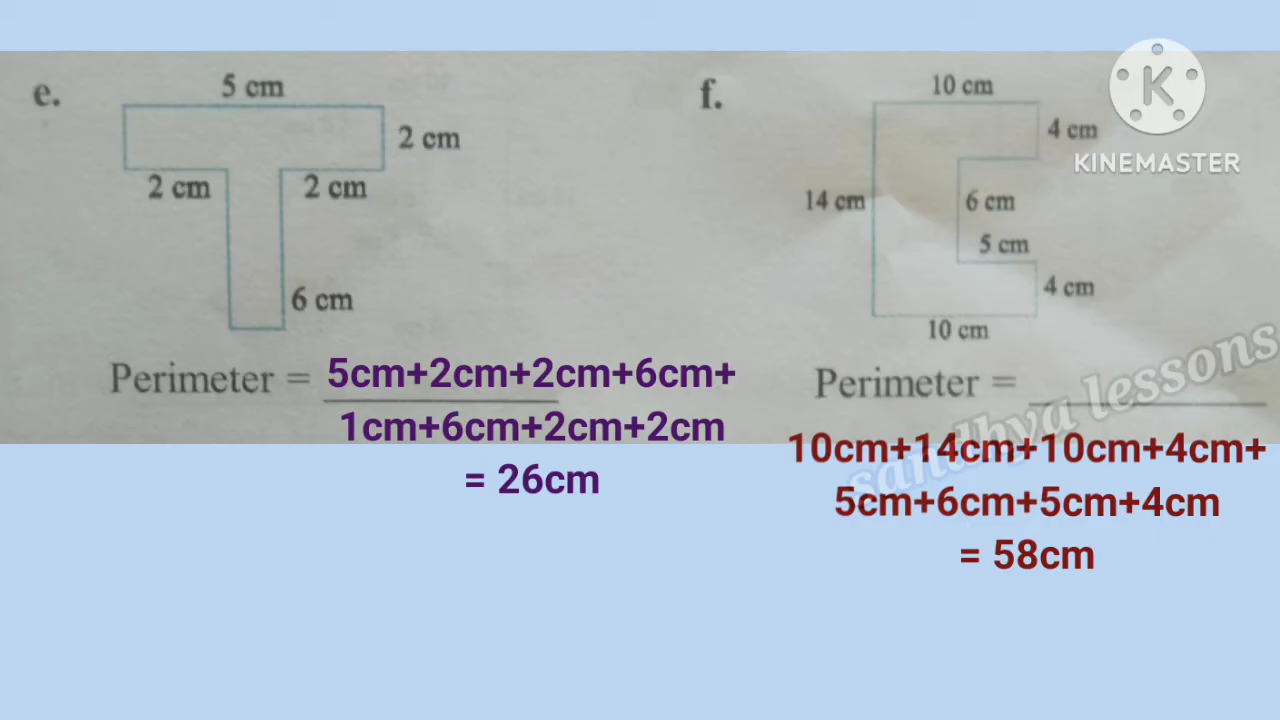 e.
5 cm
2 cm
2 cm
2 cm
6 cm
Perimeter = 5cm+2cm+2cm+6cm+
1cm+6cm+2cm+2cm
= 26cm
f.
10 cm
4 cm
14 cm
6 cm
5 cm
4 cm
10 cm
Perimeter =
10cm+14cm+10cm+4cm+
5cm+6cm+5cm+4cm
= 58cm
K
KINEMASTER
sandhya lessons